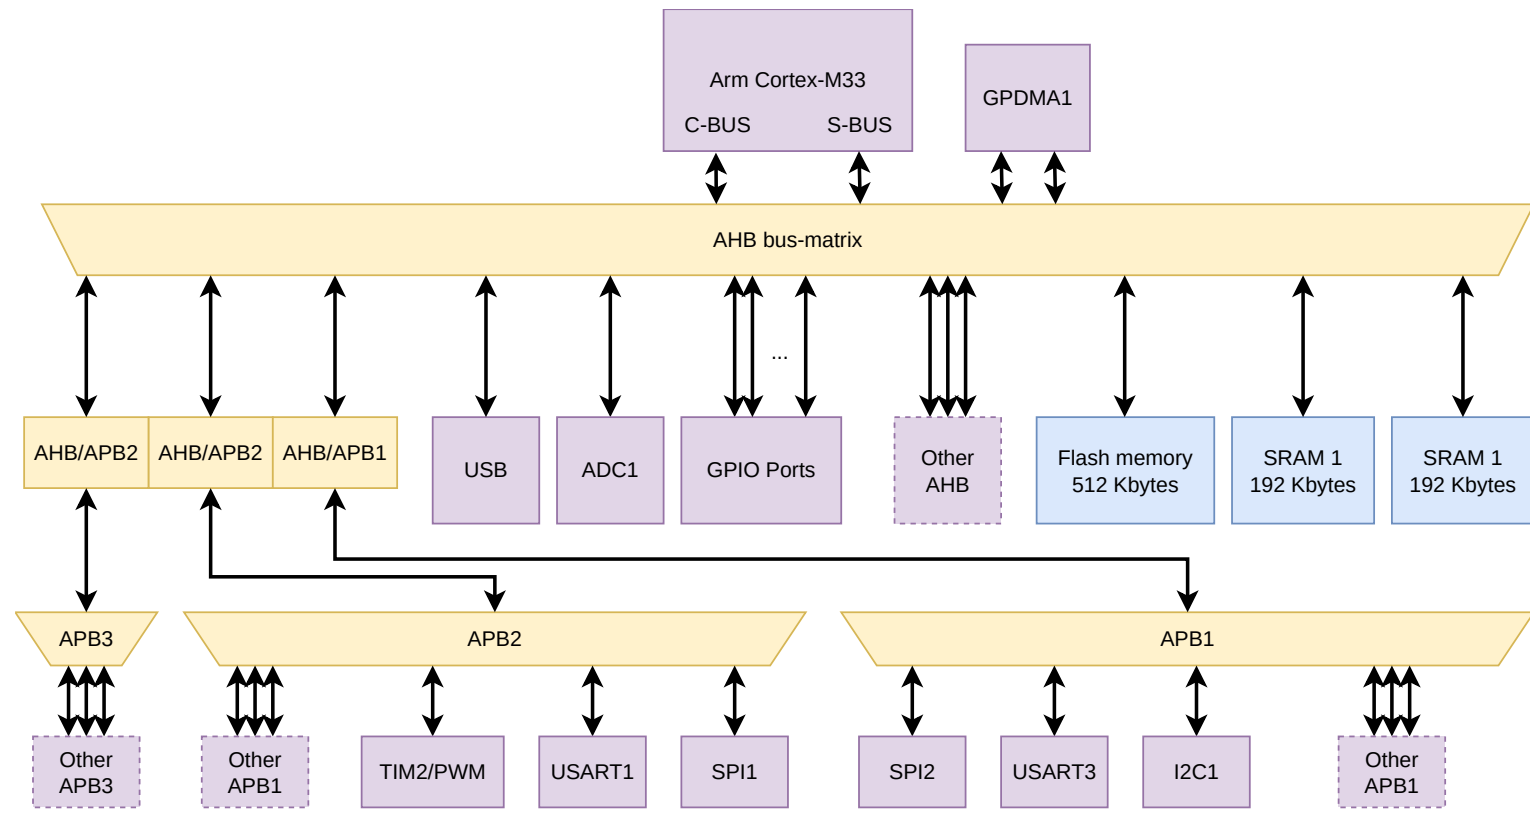 Arm Cortex-M33
C-BUS
S-BUS
GPDMA1
AHB bus-matrix
...
AHB/APB2
AHB/APB2
AHB/APB1
USB
ADC1
GPIO Ports
Other
AHB
Flash memory
512 Kbytes
SRAM 1
192 Kbytes
SRAM 1
192 Kbytes
APB3
APB2
APB1
Other
APB3
Other
APB1
TIM2/PWM
USART1
SPI1
SPI2
USART3
I2C1
Other
APB1